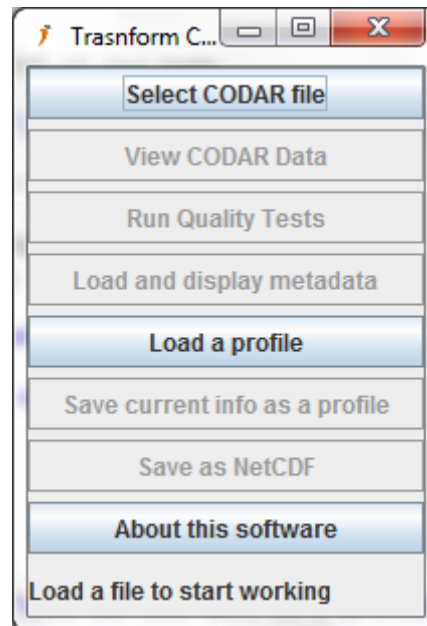 Trasnform C...
Select CODAR file
View CODAR Data
Run Quality Tests
Load and display metadata
Load a profile
Save current info as a profile
Save as NetCDF
About this software
Load a file to start working